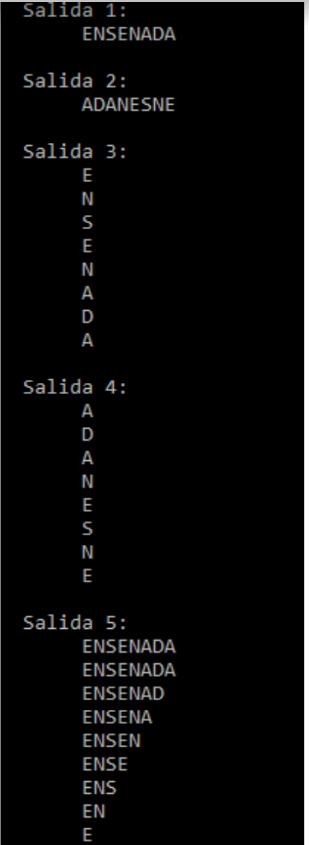 Salida 1:
ENSENADA
Salida 2:
ADANESNE
Salida 3:
E
N
S
E
N
A
D
A
Salida 4:
A
D
A
N
E
S
N
E
Salida 5:
ENSENADA
ENSENADA
ENSENAD
ENSENA
ENSEN
ENSE
ENS
EN
E